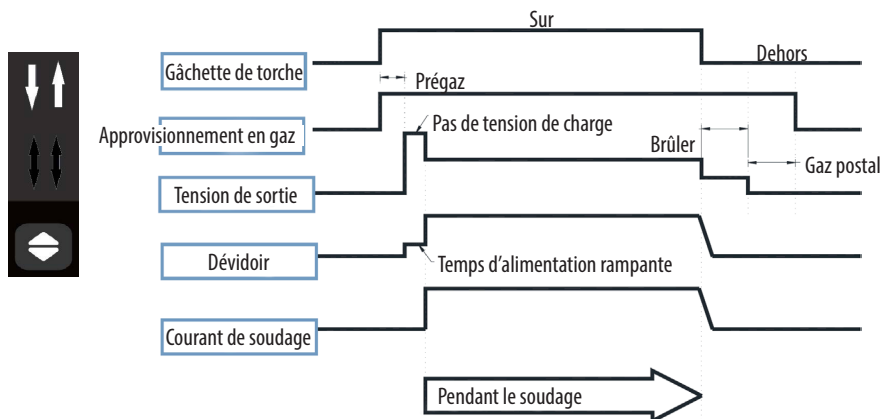 Sur
Gâchette de torche
Dehors
Prégaz
Approvisionnement en gaz
Pas de tension de charge
Brûler
Gaz postal
Tension de sortie
Dévidoir
Temps d’alimentation rampante
Courant de soudage
Pendant le soudage